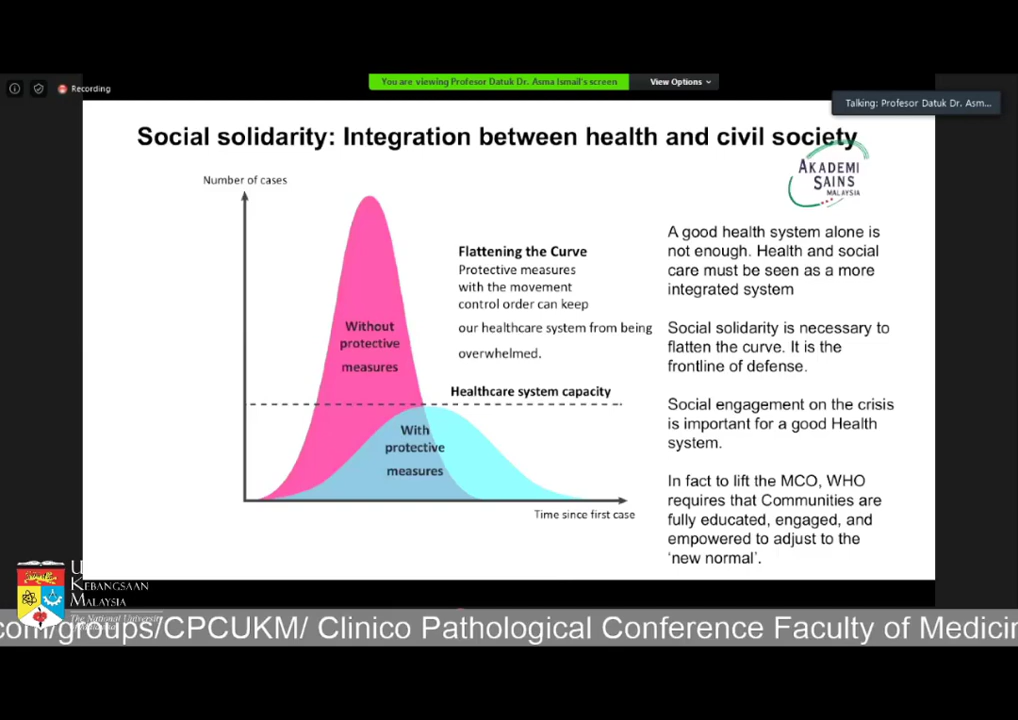 You are viewing Profesor Datuk Dr. Asma Ismail's screen
View Options
Recording
Talking: Profesor Datuk Dr. Asm...
Social solidarity: Integration between health and civil society
AKADEMI
SAINS
MALAYSIA
Number of cases
Flattening the Curve
Protective measures
with the movement
control order can keep
our healthcare system from being
overwhelmed.
Without
protective
measures
Healthcare system capacity
With
protective
measures
Time since first case
A good health system alone is
not enough. Health and social
care must be seen as a more
integrated system
Social solidarity is necessary to
flatten the curve. It is the
frontline of defense.
Social engagement on the crisis
is important for a good Health
system.
In fact to lift the MCO, WHO
requires that Communities are
fully educated, engaged, and
empowered to adjust to the
‘new normal’.
U
KEBANGSAAN
MALAYSIA
The National University
com/groups/CPCUKM/ Clinico Pathological Conference Faculty of Medicin